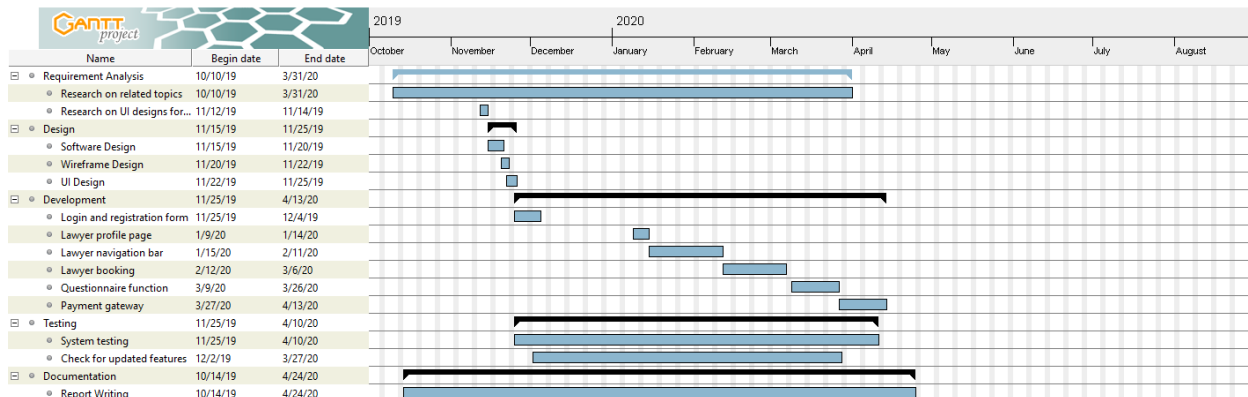 GANTT project
2019 2020
October November December January February March April May June July August
Name Begin date End date
Requirement Analysis 10/10/19 3/31/20
Research on related topics 10/10/19 3/31/20
Research on UI designs for... 11/12/19 11/14/19
Design 11/15/19 11/25/19
Software Design 11/15/19 11/20/19
Wireframe Design 11/20/19 11/22/19
UI Design 11/22/19 11/25/19
Development 11/25/19 4/13/20
Login and registration form 11/25/19 12/4/19
Lawyer profile page 1/9/20 1/14/20
Lawyer navigation bar 1/15/20 2/11/20
Lawyer booking 2/12/20 3/6/20
Questionnaire function 3/9/20 3/26/20
Payment gateway 3/27/20 4/13/20
Testing 11/25/19 4/10/20
System testing 11/25/19 4/10/20
Check for updated features 12/2/19 3/27/20
Documentation 10/14/19 4/24/20
Report Writing 10/14/19 4/24/20